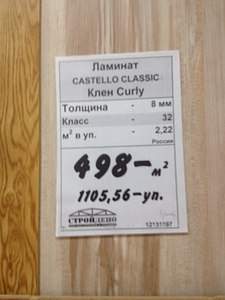 Ламинат
CASTELLO CLASSIC
Клен Curly
Толщина - 8 мм
Класс - 32
м² в уп. - 2,22
Россия
498- м²
1105,56-уп.
СТРОЙДЕПО
12131167